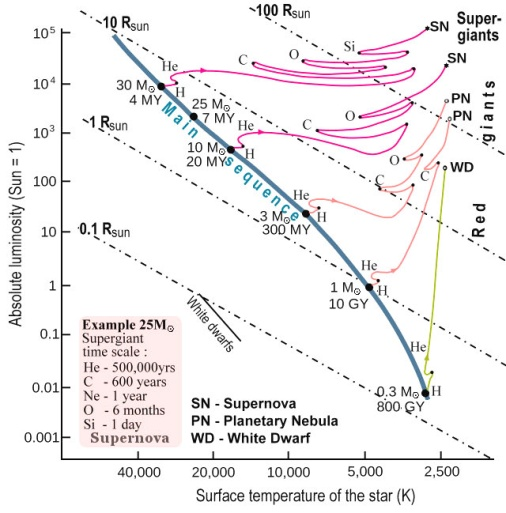 10 Rsun
100 Rsun
SN
Super-
giants
10⁵
Si
SN
He
C
O
10⁴
30 M☉
H
PN
4 MY
25 M☉
O
PN
7 MY
giants
1 Rsun
10³
He
C
10 M☉
H
20 MY
Main sequence
O
C
C
WD
100
He
3 M☉
H
300 MY
Red
0.1 Rsun
10
He
1
1 M☉
H
10 GY
White dwarfs
0.1
He
Example 25M☉
Supergiant
time scale :
He - 500,000yrs
C - 600 years
Ne - 1 year
O - 6 months
Si - 1 day
Supernova
0.01
0.3 M☉
H
800 GY
SN - Supernova
PN - Planetary Nebula
WD - White Dwarf
0.001
Absolute luminosity (Sun = 1)
40,000
20,000
10,000
5,000
2,500
Surface temperature of the star (K)